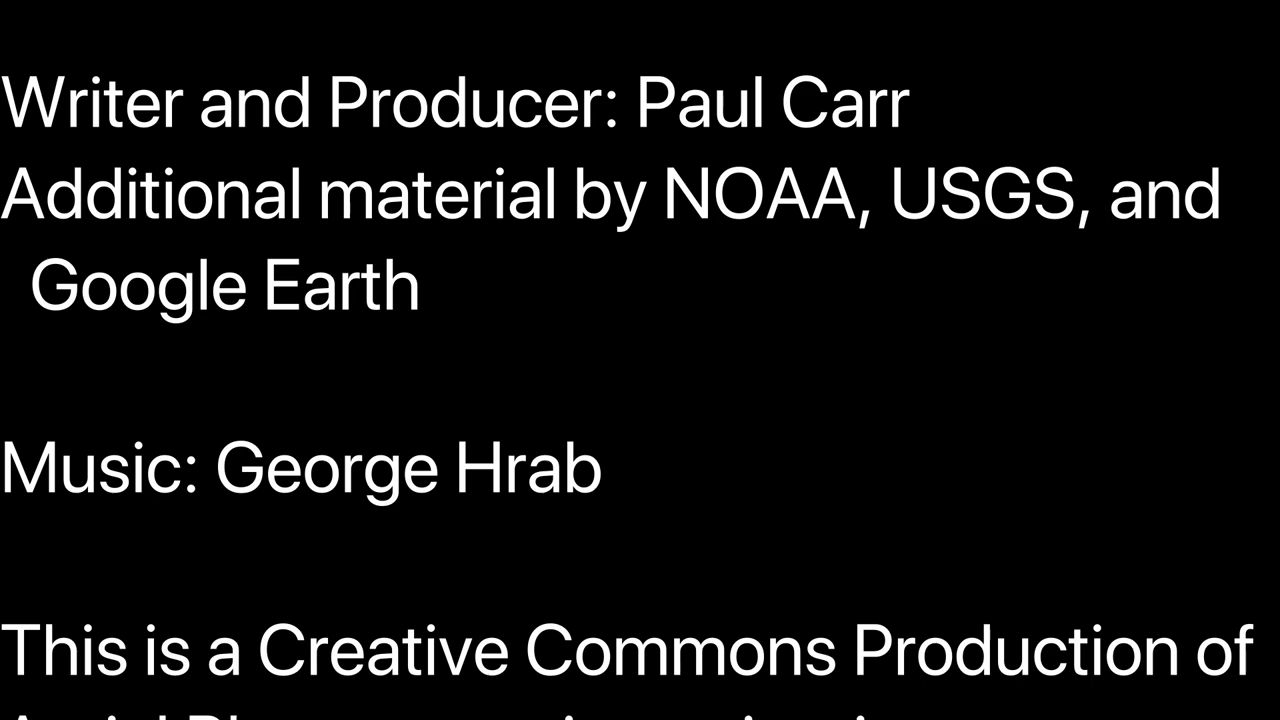 Writer and Producer: Paul Carr
Additional material by NOAA, USGS, and
Google Earth
Music: George Hrab
This is a Creative Commons Production of